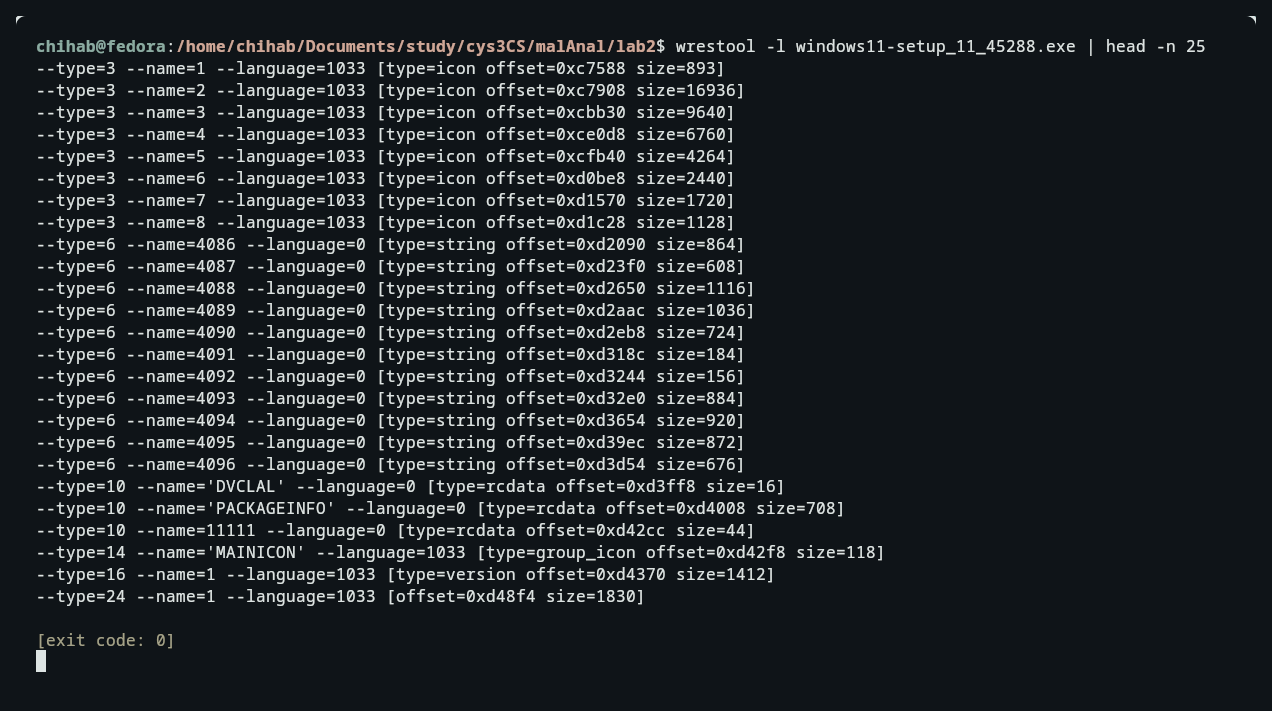 chihab@fedora:/home/chihab/Documents/study/cys3CS/malAnal/lab2$ wrestool -l windows11-setup_11_45288.exe | head -n 25
--type=3 --name=1 --language=1033 [type=icon offset=0xc7588 size=893]
--type=3 --name=2 --language=1033 [type=icon offset=0xc7908 size=16936]
--type=3 --name=3 --language=1033 [type=icon offset=0xcbb30 size=9640]
--type=3 --name=4 --language=1033 [type=icon offset=0xce0d8 size=6760]
--type=3 --name=5 --language=1033 [type=icon offset=0xcfb40 size=4264]
--type=3 --name=6 --language=1033 [type=icon offset=0xd0be8 size=2440]
--type=3 --name=7 --language=1033 [type=icon offset=0xd1570 size=1720]
--type=3 --name=8 --language=1033 [type=icon offset=0xd1c28 size=1128]
--type=6 --name=4086 --language=0 [type=string offset=0xd2090 size=864]
--type=6 --name=4087 --language=0 [type=string offset=0xd23f0 size=608]
--type=6 --name=4088 --language=0 [type=string offset=0xd2650 size=1116]
--type=6 --name=4089 --language=0 [type=string offset=0xd2aac size=1036]
--type=6 --name=4090 --language=0 [type=string offset=0xd2eb8 size=724]
--type=6 --name=4091 --language=0 [type=string offset=0xd318c size=184]
--type=6 --name=4092 --language=0 [type=string offset=0xd3244 size=156]
--type=6 --name=4093 --language=0 [type=string offset=0xd32e0 size=884]
--type=6 --name=4094 --language=0 [type=string offset=0xd3654 size=920]
--type=6 --name=4095 --language=0 [type=string offset=0xd39ec size=872]
--type=6 --name=4096 --language=0 [type=string offset=0xd3d54 size=676]
--type=10 --name='DVCLAL' --language=0 [type=rcdata offset=0xd3ff8 size=16]
--type=10 --name='PACKAGEINFO' --language=0 [type=rcdata offset=0xd4008 size=708]
--type=10 --name=11111 --language=0 [type=rcdata offset=0xd42cc size=44]
--type=14 --name='MAINICON' --language=1033 [type=group_icon offset=0xd42f8 size=118]
--type=16 --name=1 --language=1033 [type=version offset=0xd4370 size=1412]
--type=24 --name=1 --language=1033 [offset=0xd48f4 size=1830]
[exit code: 0]